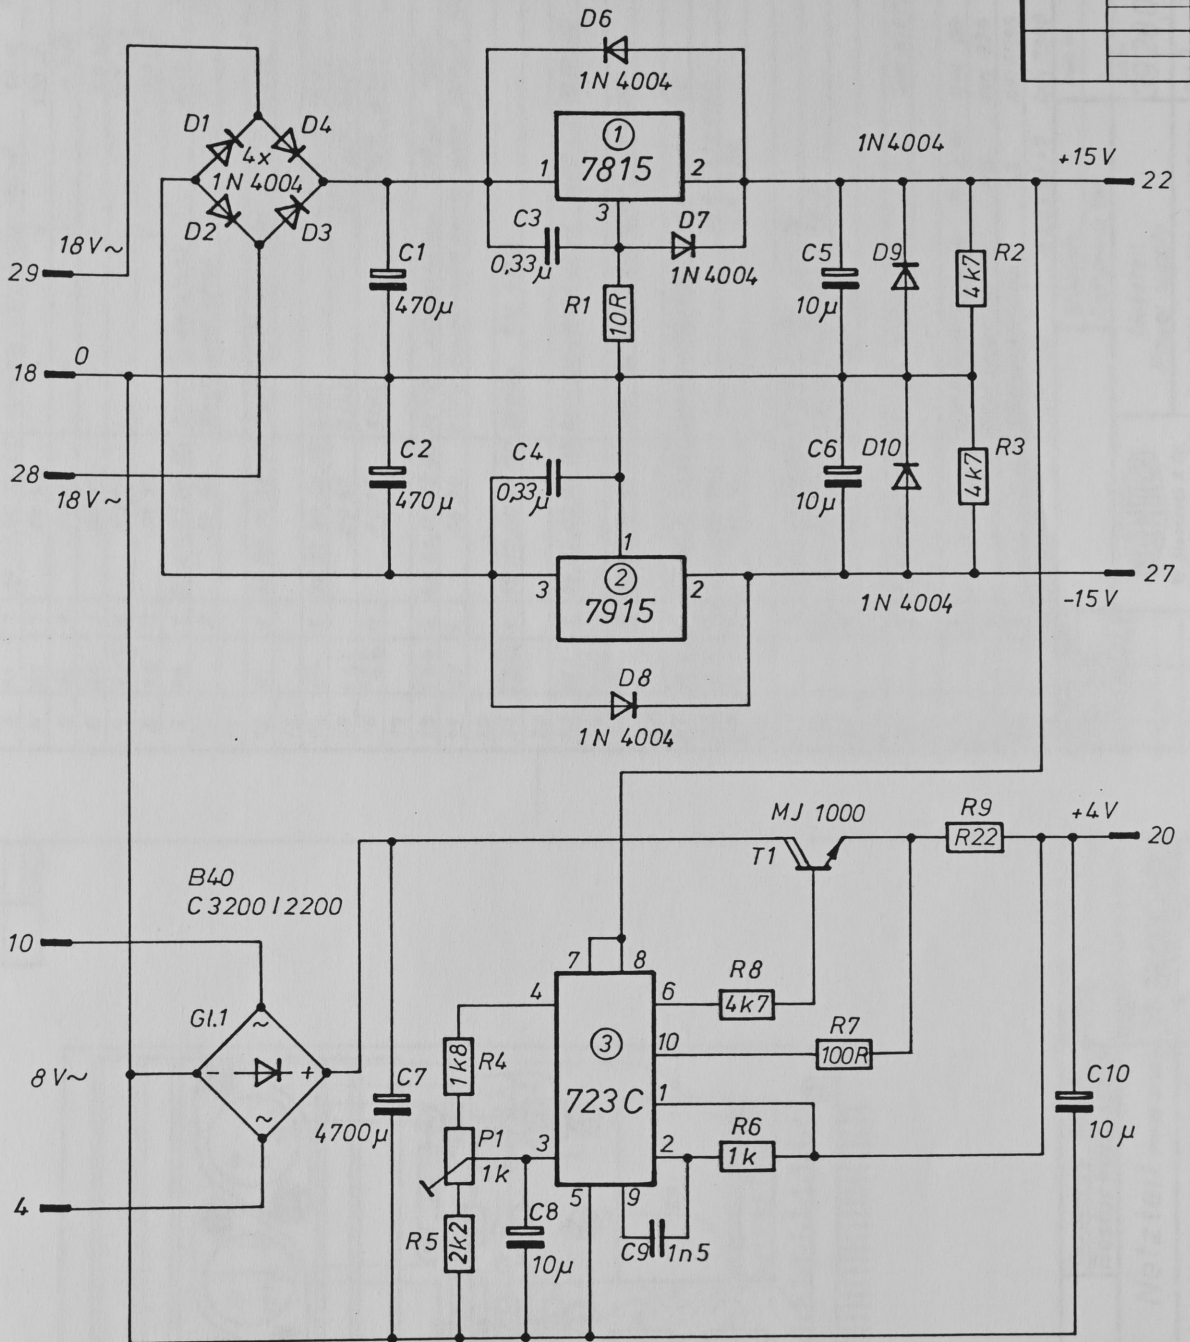 D6
1N 4004
D1
D4
4x
1N 4004
D2
D3
1
7815
1
2
3
1N 4004
+15V
22
18V~
29
C3
0,33µ
D7
1N 4004
C1
470µ
R1
10R
C5
10µ
D9
R2
4k7
0
18
28
18V~
C2
470µ
C4
0,33µ
C6
10µ
D10
R3
4k7
1
3
2
7915
2
27
-15V
1N 4004
D8
1N 4004
MJ 1000
T1
R9
R22
+4V
20
B40
C 3200 / 2200
10
7
8
4
6
R8
4k7
Gl.1
~
3
10
R7
100R
R4
1k8
8V~
- +
C7
4700µ
723 C
1
C10
10µ
~
P1
1k
3
2
R6
1k
4
5
9
R5
2k2
C8
10µ
C9
1n5